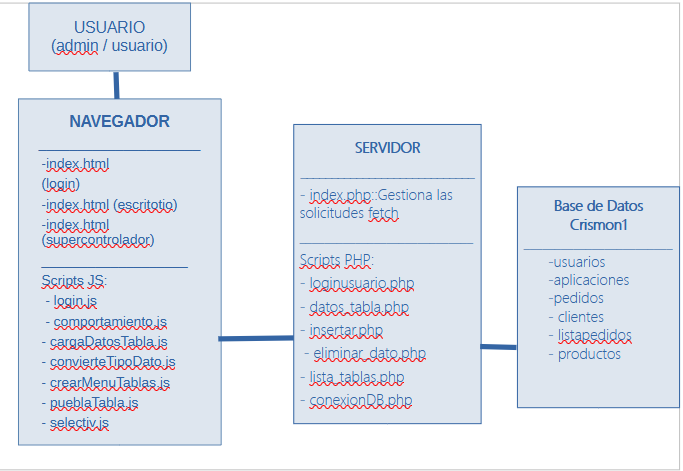 USUARIO
(admin / usuario)
NAVEGADOR
-index.html
(login)
-index.html (escritotio)
-index.html
(supercontrolador)
Scripts JS:
- login.js
- comportamiento.js
- cargaDatosTabla.js
- convierteTipoDato.js
- crearMenuTablas.js
- pueblaTabla.js
- selectiv.js
SERVIDOR
- index.php::Gestiona las
solicitudes fetch
Scripts PHP:
- loginusuario.php
- datos_tabla.php
- insertar.php
- eliminar_dato.php
- lista_tablas.php
- conexionDB.php
Base de Datos
Crismon1
-usuarios
-aplicaciones
-pedidos
- clientes
- listapedidos
- productos